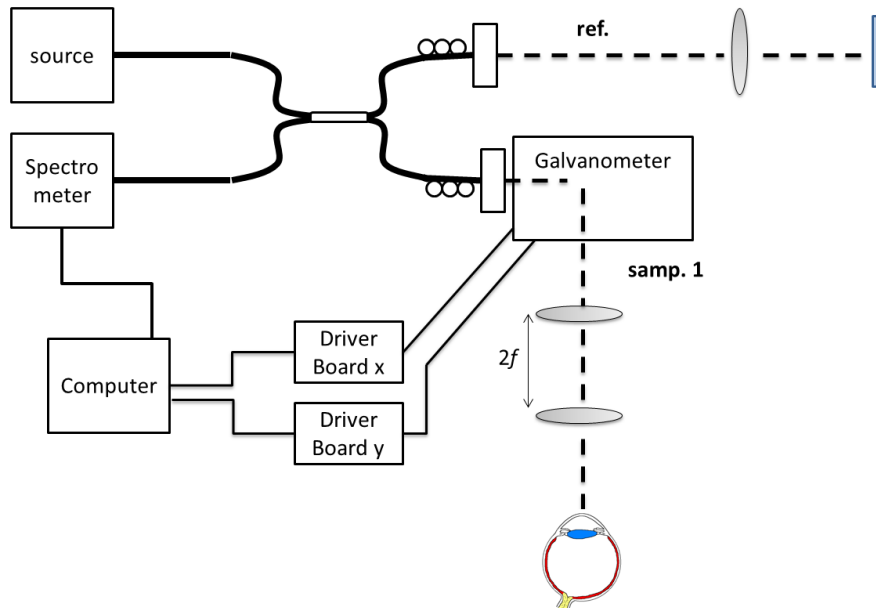 source
ref.
Spectro
meter
Galvanometer
samp. 1
Driver
Board x
2f
Computer
Driver
Board y